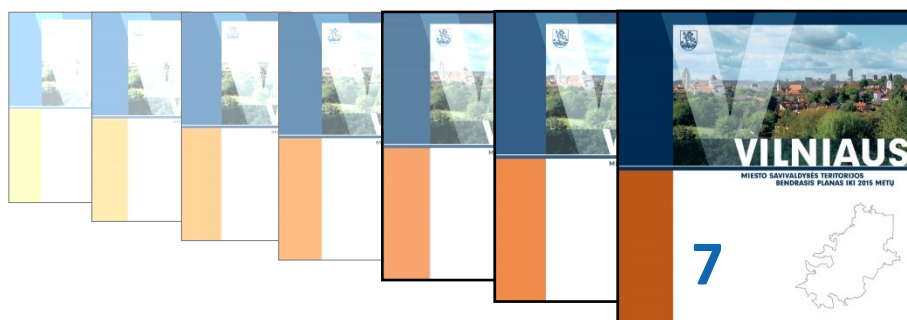 VILNIAUS
MIESTO SAVIVALDYBĖS TERITORIJOS
BENDRASIS PLANAS IKI 2015 METŲ
7